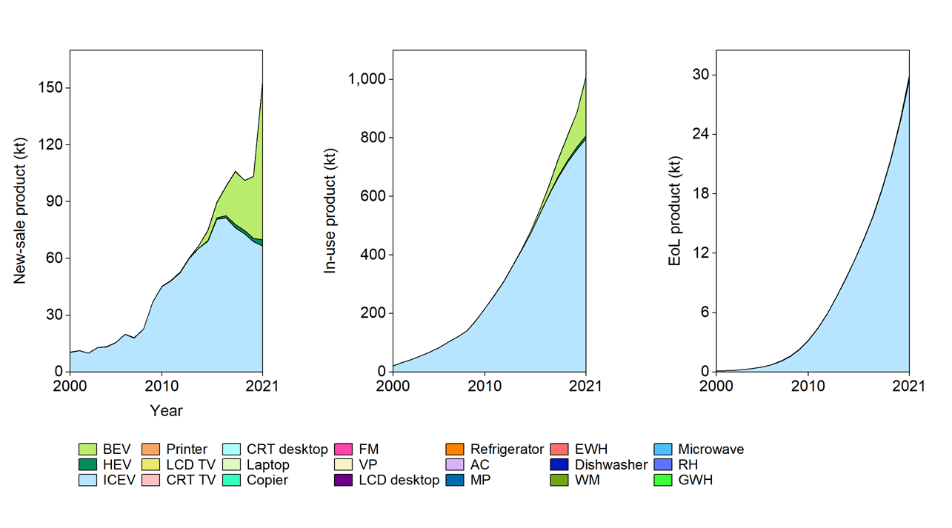 New-sale product (kt)
150
120
90
60
30
0
2000 2010 2021
Year
In-use product (kt)
1,000
800
600
400
200
0
2000 2010 2021
EoL product (kt)
30
24
18
12
6
0
2000 2010 2021
BEV Printer CRT desktop FM Refrigerator EWH Microwave
HEV LCD TV Laptop VP AC Dishwasher RH
ICEV CRT TV Copier LCD desktop MP WM GWH